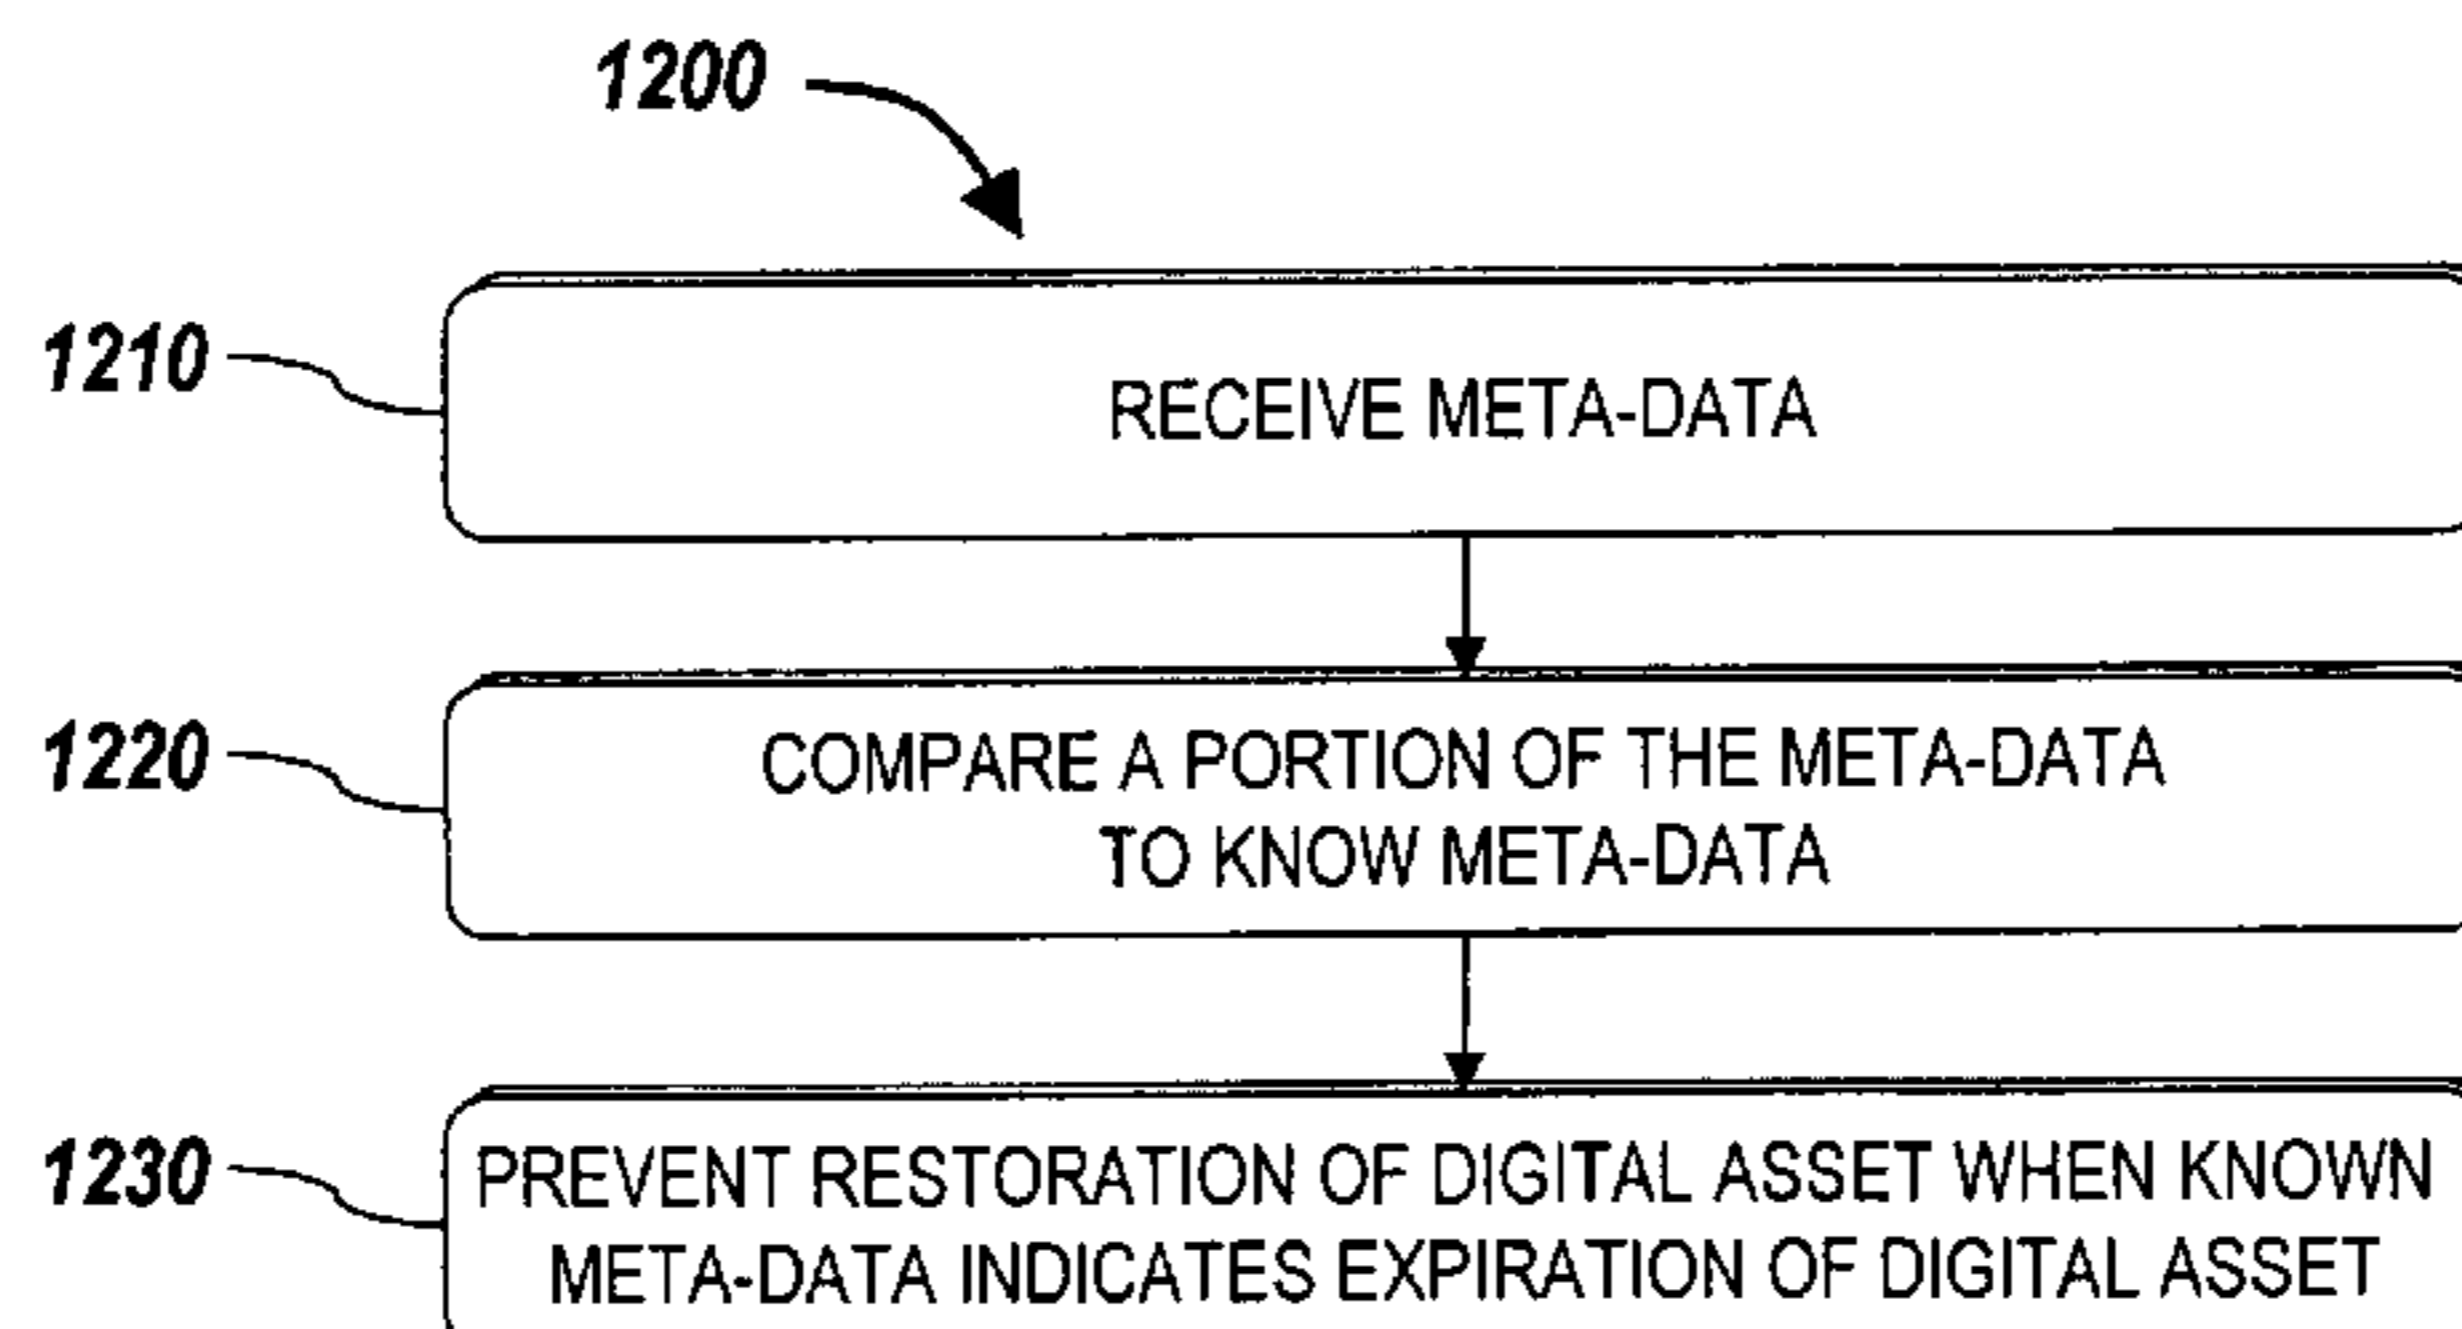 1200
1210
RECEIVE META-DATA
1220
COMPARE A PORTION OF THE META-DATA
TO KNOW META-DATA
1230
PREVENT RESTORATION OF DIGITAL ASSET WHEN KNOWN
META-DATA INDICATES EXPIRATION OF DIGITAL ASSET